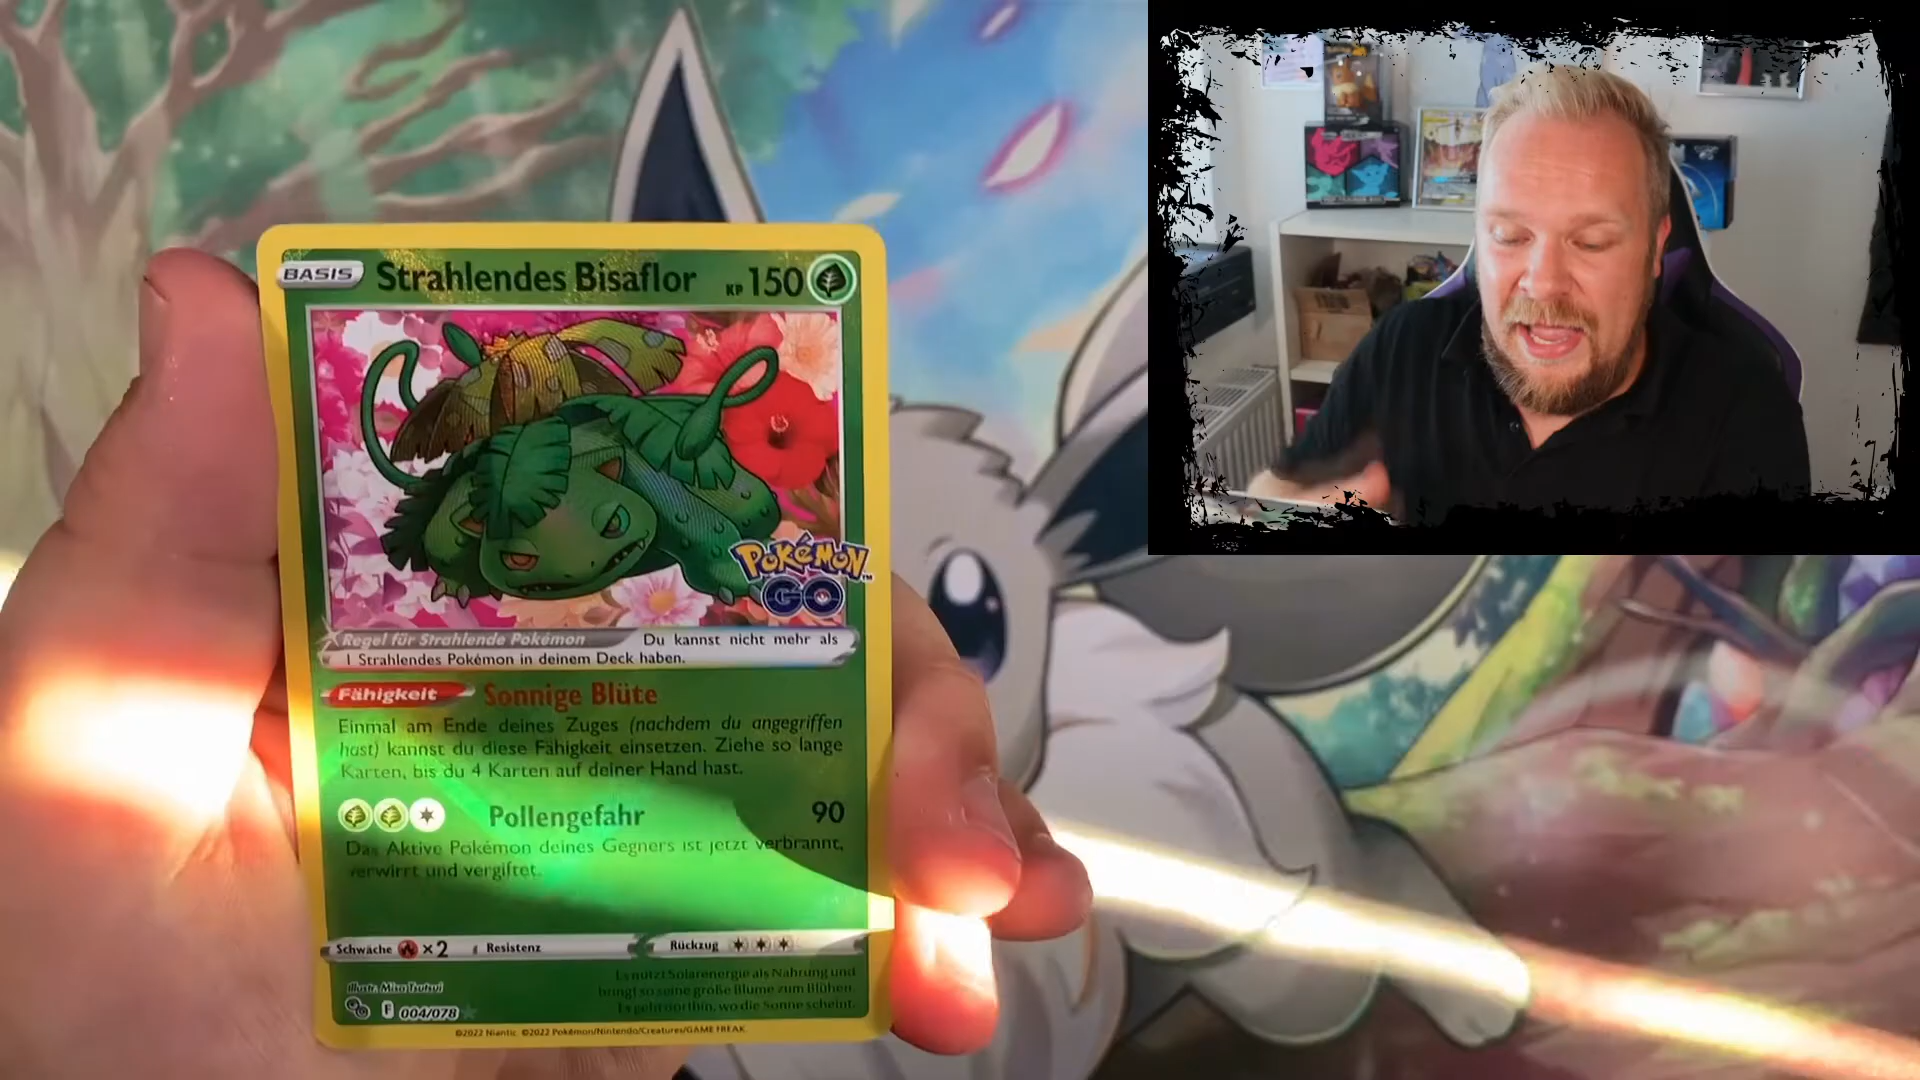 BASIS Strahlendes Bisaflor KP 150
POKÉMON
GO
Regel für Strahlende Pokémon Du kannst nicht mehr als
1 Strahlendes Pokémon in deinem Deck haben.
Fähigkeit Sonnige Blüte
Einmal am Ende deines Zuges (nachdem du angegriffen
hast) kannst du diese Fähigkeit einsetzen. Ziehe so lange
Karten, bis du 4 Karten auf deiner Hand hast.
Pollengefahr 90
Das Aktive Pokémon deines Gegners ist jetzt verbrannt,
verwirrt und vergiftet.
Schwäche ×2 Resistenz Rückzug
Es nutzt Solarenergie als Nahrung und
bringt so seine große Blume zum Blühen.
Es geht oft hin, wo die Sonne scheint.
Illustr. Misa Tsutsui
F 004/078
©2022 Niantic ©2022 Pokémon/Nintendo/Creatures/GAME FREAK